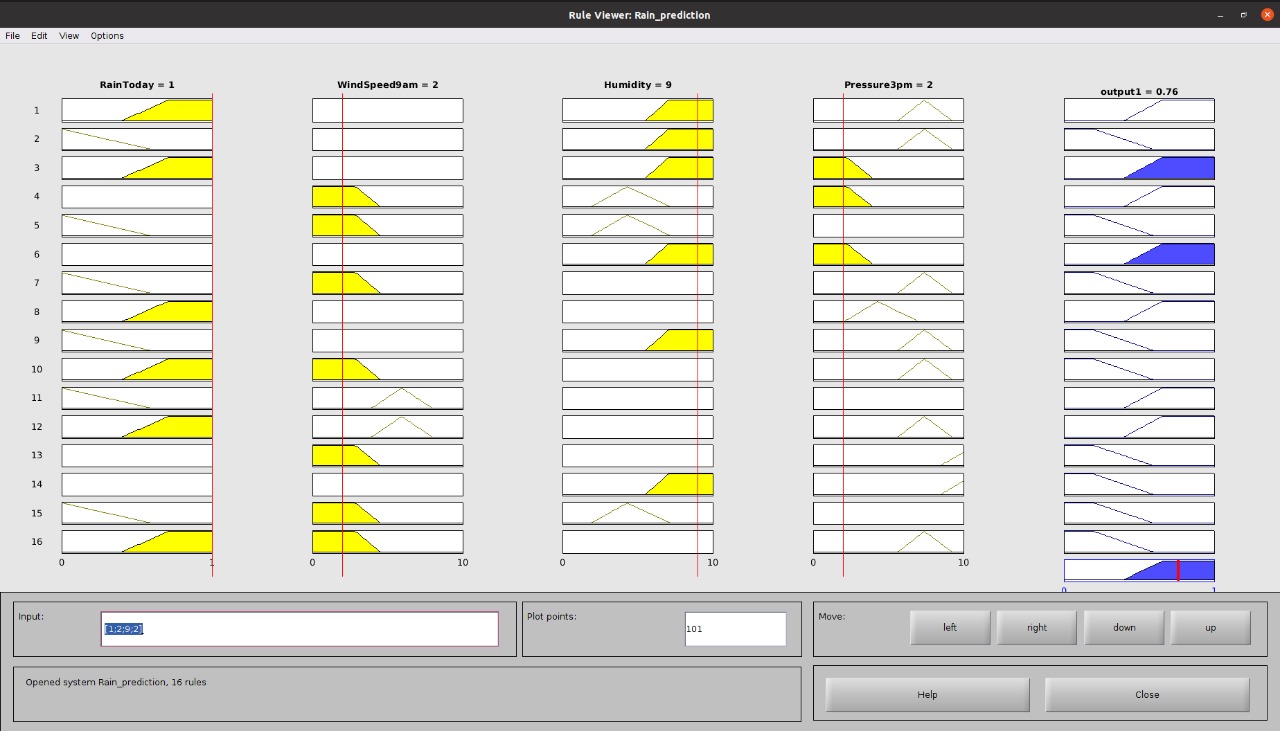 Rule Viewer: Rain_prediction
File Edit View Options
RainToday = 1 WindSpeed9am = 2 Humidity = 9 Pressure3pm = 2 output1 = 0.76
1
2
3
4
5
6
7
8
9
10
11
12
13
14
15
16
0 1 0 10 0 10 0 10
0 1
Input: [1;2;9;2] Plot points: 101 Move: left right down up
Opened system Rain_prediction, 16 rules
Help Close